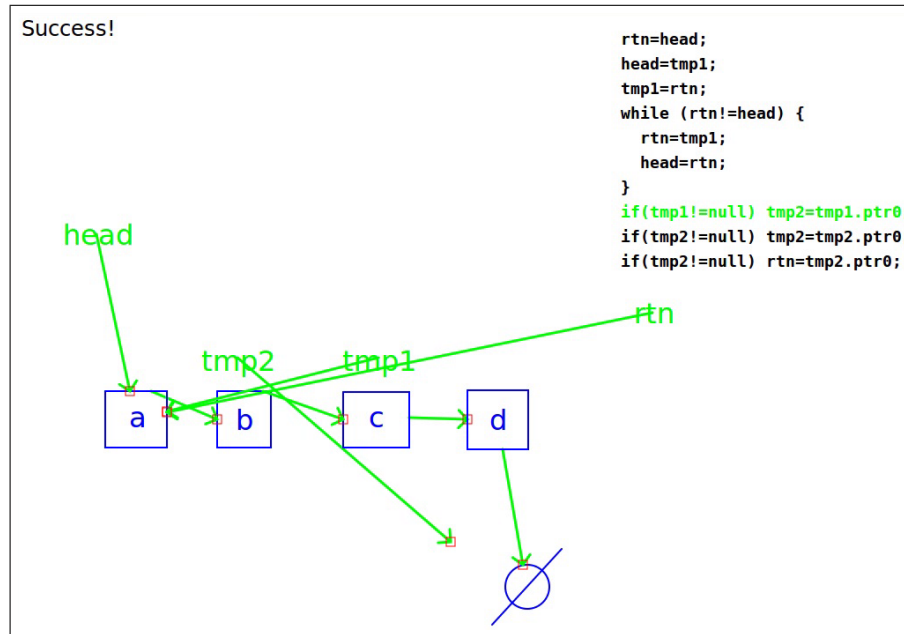 Success!
rtn=head;
head=tmp1;
tmp1=rtn;
while (rtn!=head) {
  rtn=tmp1;
  head=rtn;
}
if(tmp1!=null) tmp2=tmp1.ptr0
if(tmp2!=null) tmp2=tmp2.ptr0
if(tmp2!=null) rtn=tmp2.ptr0;
head
rtn
tmp2 tmp1
a b c d